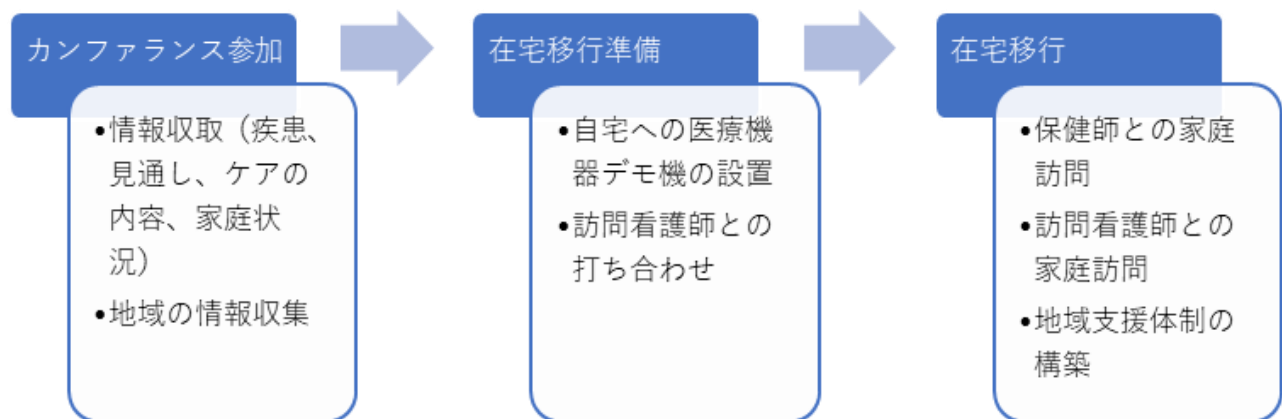 カンファランス参加
•情報収取（疾患、
見通し、ケアの
内容、家庭状
況）
•地域の情報収集
在宅移行準備
•自宅への医療機
器デモ機の設置
•訪問看護師との
打ち合わせ
在宅移行
•保健師との家庭
訪問
•訪問看護師との
家庭訪問
•地域支援体制の
構築